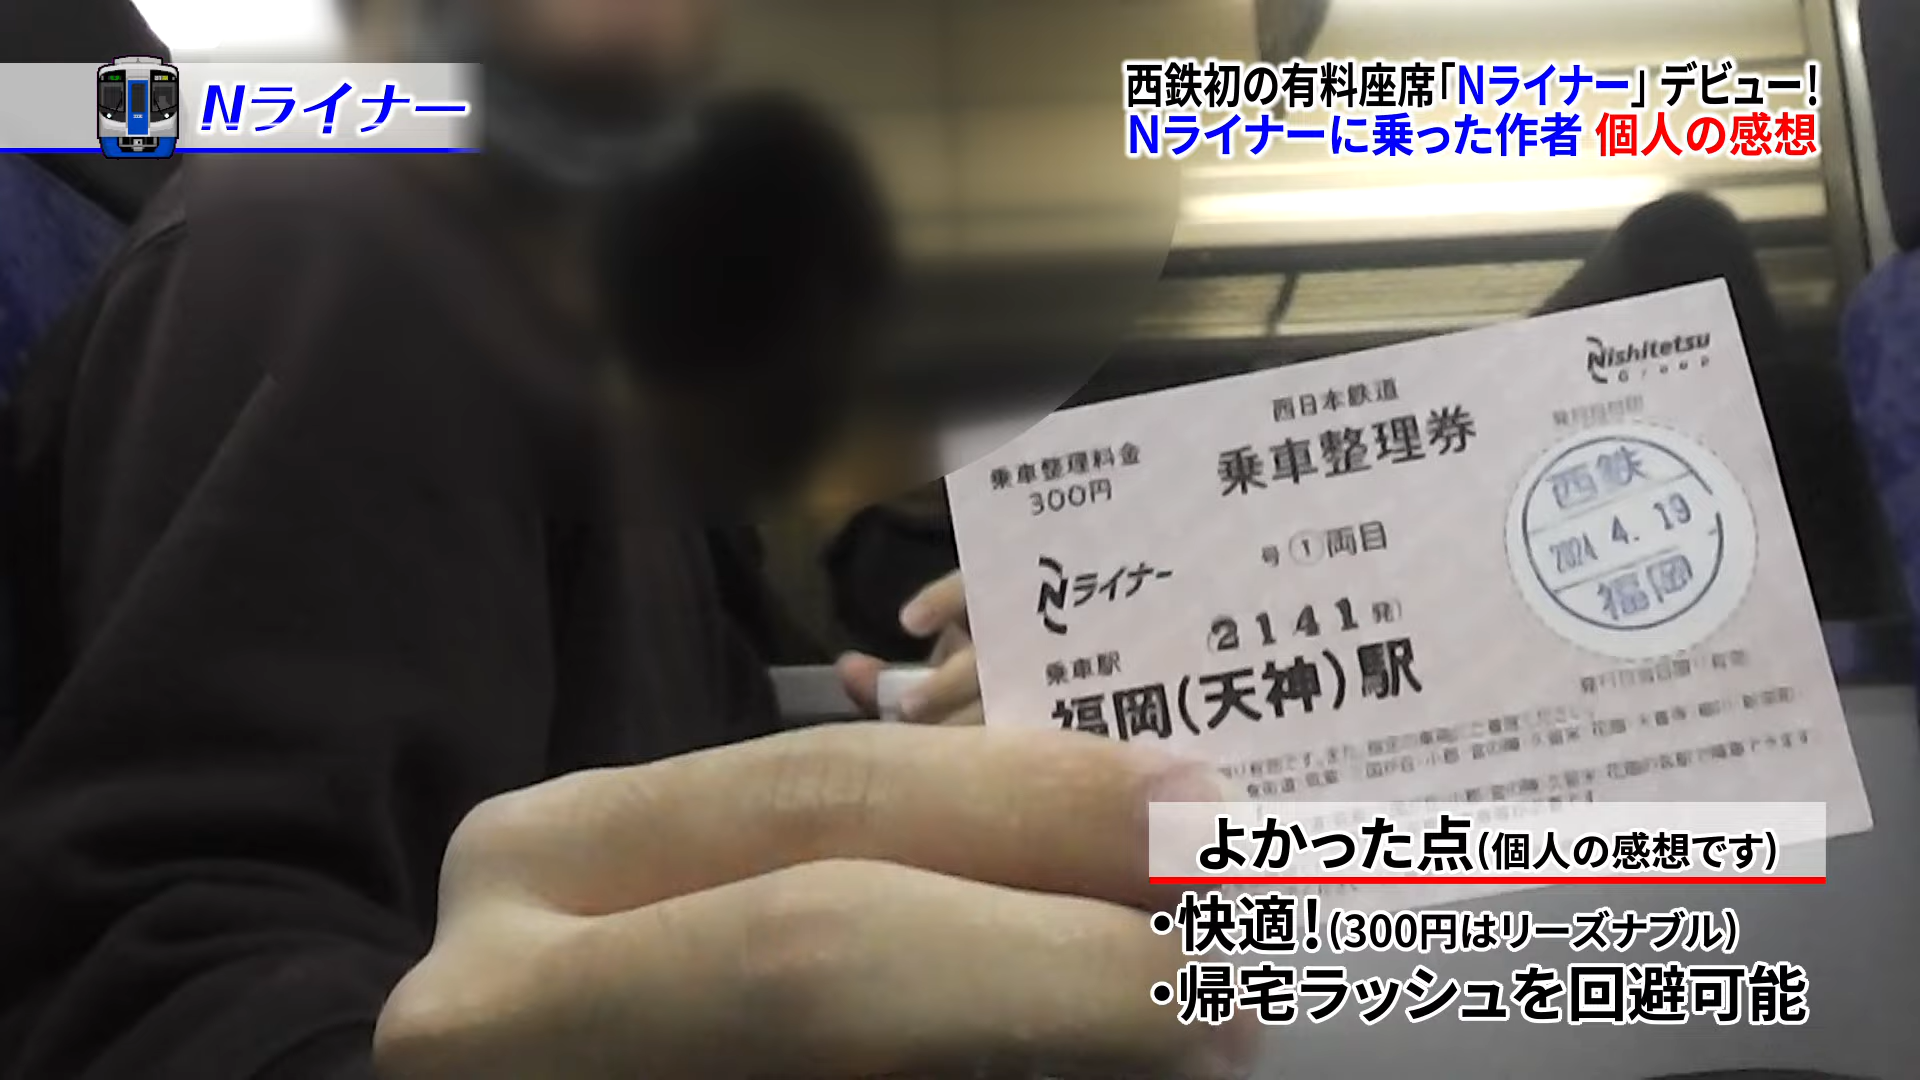 Nライナー
西鉄初の有料座席「Nライナー」デビュー!
Nライナーに乗った作者 個人の感想
Nishitetsu
Group
西日本鉄道
乗車整理券
乗車整理料金
300円
号①両目
西鉄
2024 4. 19
福岡
Nライナー
(2141発)
乗車駅
福岡(天神)駅
よかった点(個人の感想です)
・快適!(300円はリーズナブル)
・帰宅ラッシュを回避可能